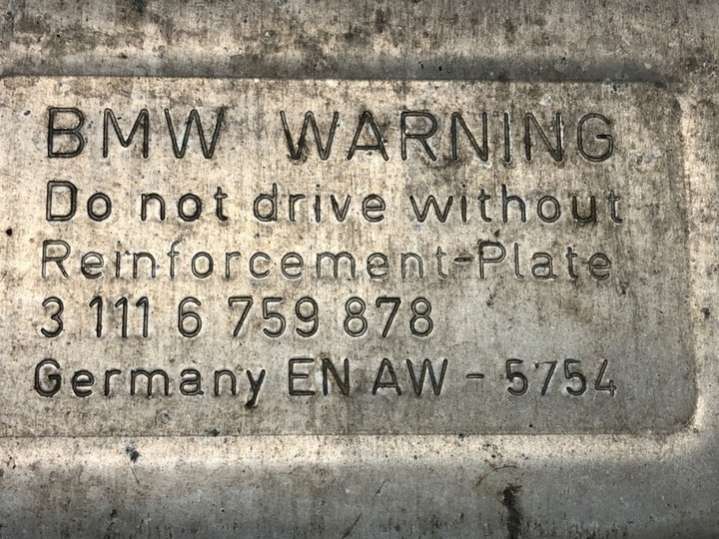 BMW WARNING
Do not drive without
Reinforcement-Plate
3 111 6 759 878
Germany EN AW - 5754